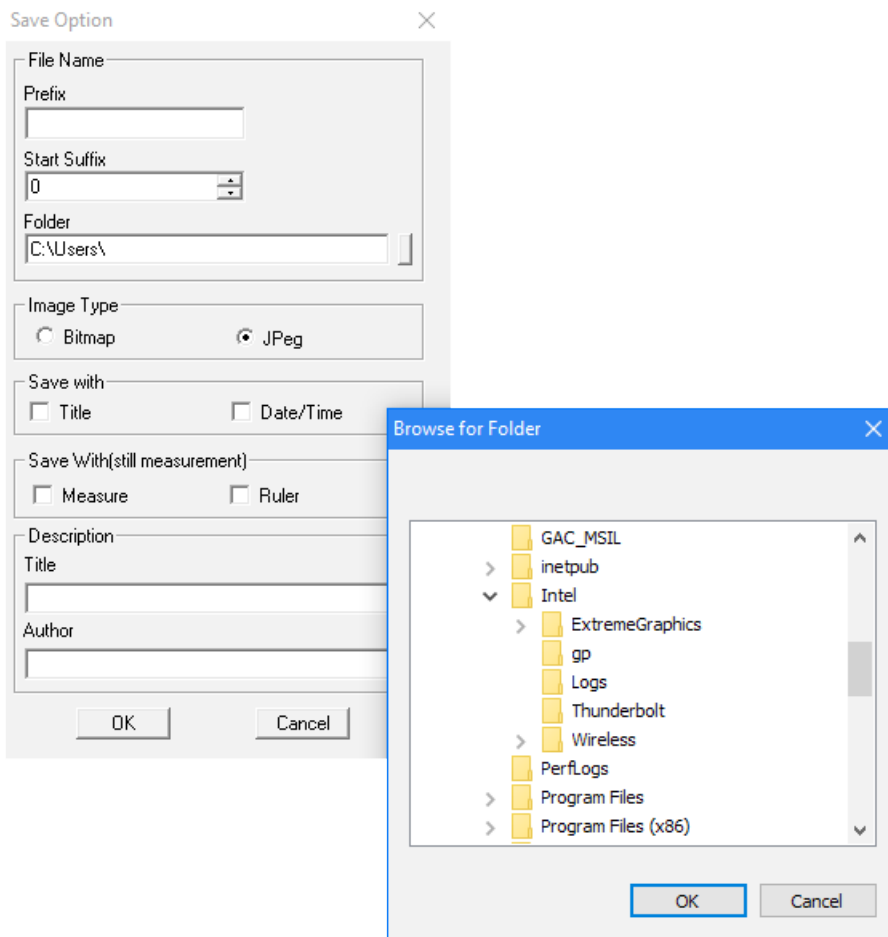 Save Option
File Name
Prefix
Start Suffix
0
Folder
C:\Users\
Image Type
Bitmap JPeg
Save with
Title Date/Time
Save With(still measurement)
Measure Ruler
Description
Title
Author
OK Cancel
Browse for Folder
GAC_MSIL
inetpub
Intel
ExtremeGraphics
gp
Logs
Thunderbolt
Wireless
PerfLogs
Program Files
Program Files (x86)
OK Cancel